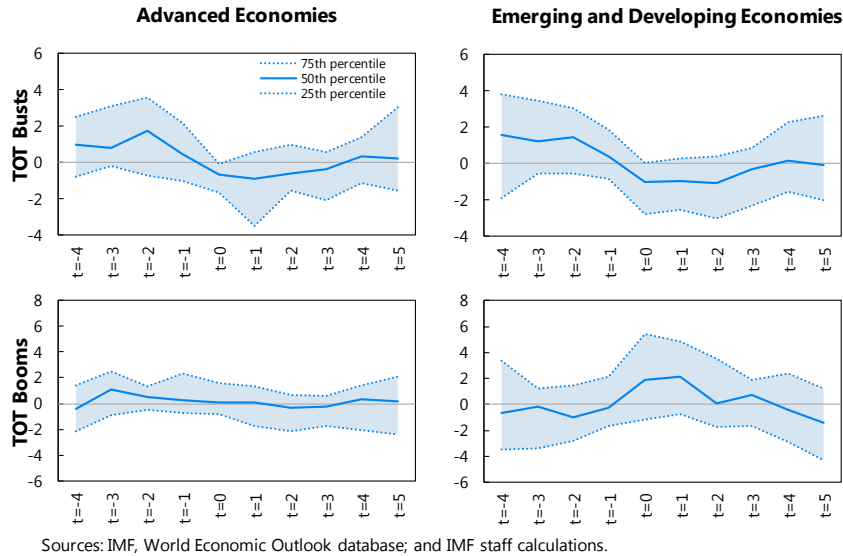 Advanced Economies
Emerging and Developing Economies
TOT Busts
6
4
2
0
-2
-4
75th percentile
50th percentile
25th percentile
t=-4
t=-3
t=-2
t=-1
t=0
t=1
t=2
t=3
t=4
t=5
6
4
2
0
-2
-4
t=-4
t=-3
t=-2
t=-1
t=0
t=1
t=2
t=3
t=4
t=5
TOT Booms
8
6
4
2
0
-2
-4
-6
t=-4
t=-3
t=-2
t=-1
t=0
t=1
t=2
t=3
t=4
t=5
8
6
4
2
0
-2
-4
-6
t=-4
t=-3
t=-2
t=-1
t=0
t=1
t=2
t=3
t=4
t=5
Sources: IMF, World Economic Outlook database; and IMF staff calculations.